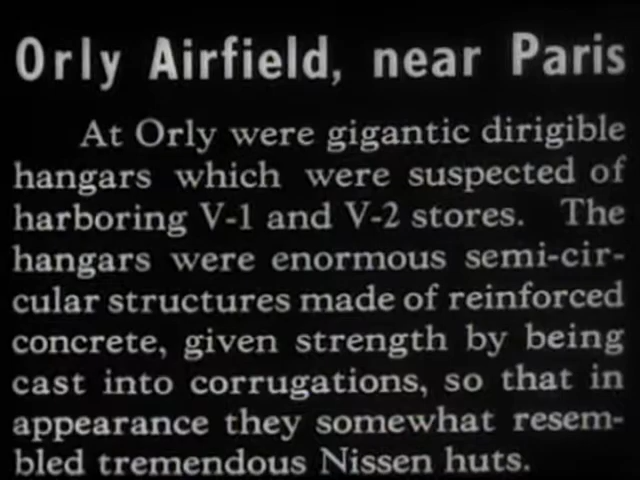 Orly Airfield, near Paris
At Orly were gigantic dirigible
hangars which were suspected of
harboring V-1 and V-2 stores. The
hangars were enormous semi-cir-
cular structures made of reinforced
concrete, given strength by being
cast into corrugations, so that in
appearance they somewhat resem-
bled tremendous Nissen huts.